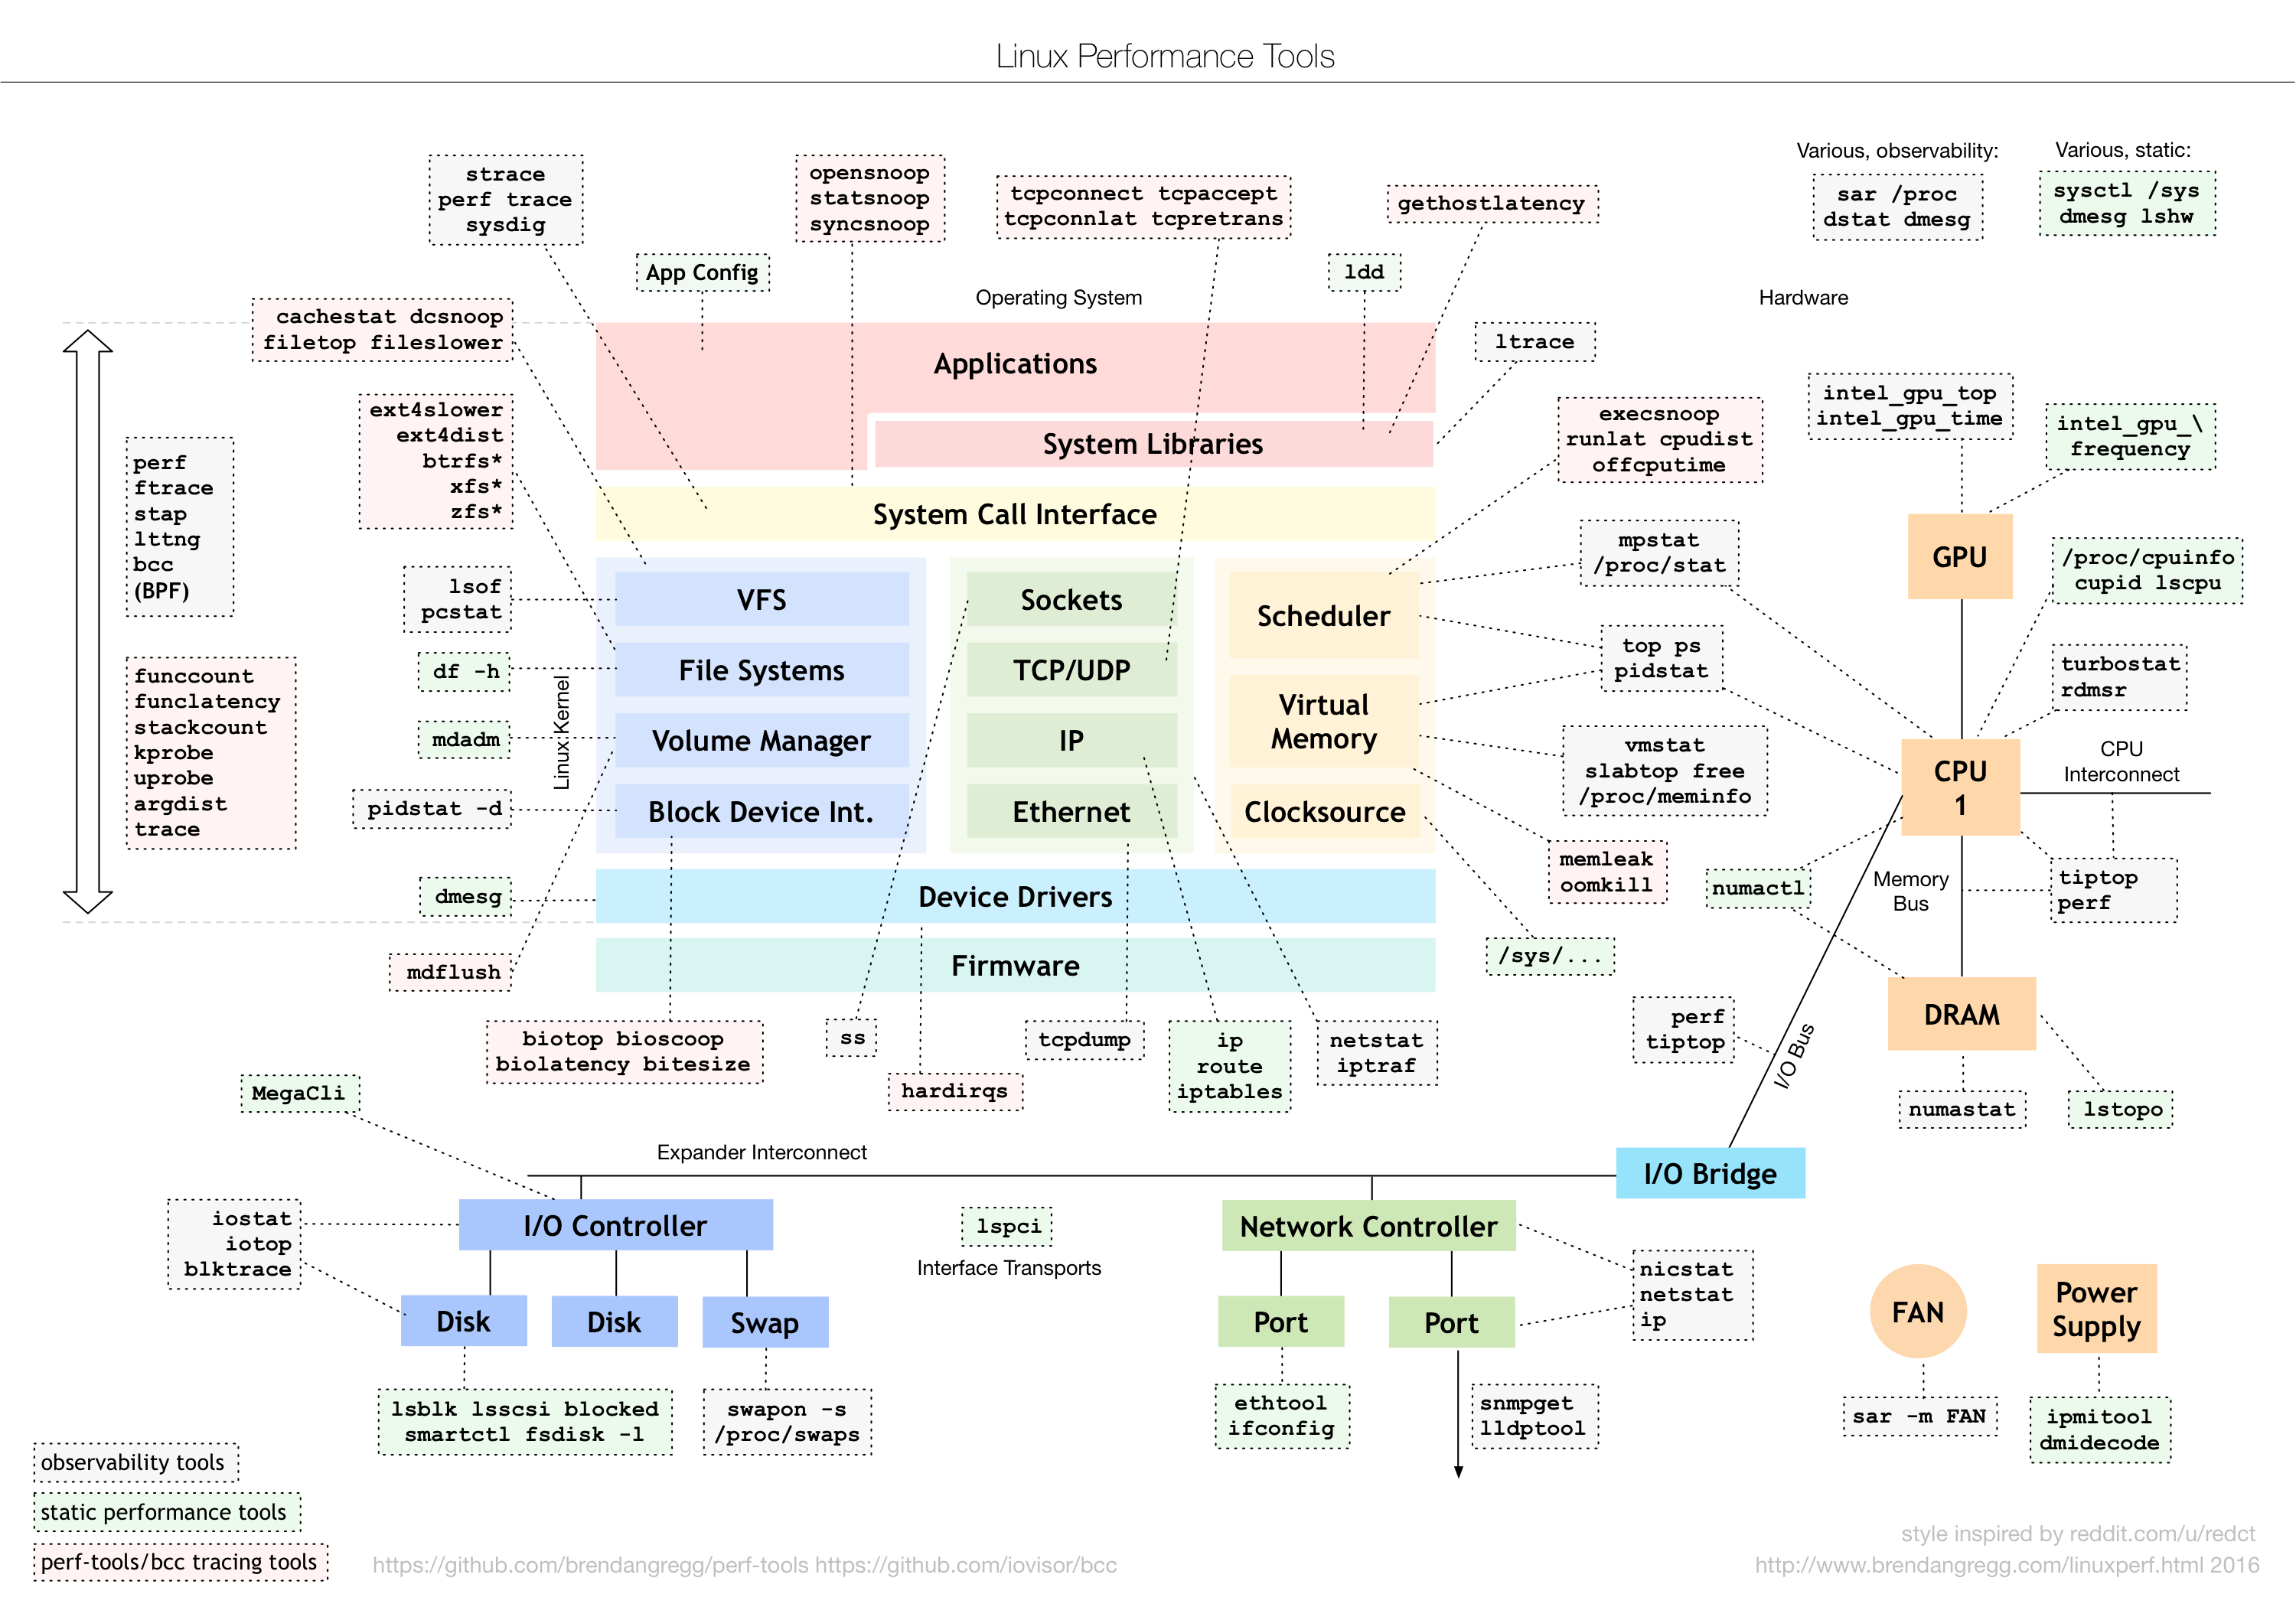 Linux Performance Tools
strace
perf trace
sysdig
opensnoop
statsnoop
syncsnoop
tcpconnect tcpaccept
tcpconnlat tcpretrans
gethostlatency
Various, observability:
sar /proc
dstat dmesg
Various, static:
sysctl /sys
dmesg lshw
App Config
ldd
Operating System
Hardware
cachestat dcsnoop
filetop fileslower
ltrace
Applications
System Libraries
System Call Interface
ext4slower
ext4dist
btrfs*
xfs*
zfs*
perf
ftrace
stap
lttng
bcc
(BPF)
funccount
funclatency
stackcount
kprobe
uprobe
argdist
trace
lsof
pcstat
df -h
mdadm
pidstat -d
dmesg
mdflush
Linux Kernel
VFS
File Systems
Volume Manager
Block Device Int.
Sockets
TCP/UDP
IP
Ethernet
Scheduler
Virtual
Memory
Clocksource
Device Drivers
Firmware
execsnoop
runlat cpudist
offcputime
mpstat
/proc/stat
top ps
pidstat
vmstat
slabtop free
/proc/meminfo
memleak
oomkill
/sys/...
intel_gpu_top
intel_gpu_time
intel_gpu_\
frequency
GPU
/proc/cpuinfo
cupid lscpu
turbostat
rdmsr
CPU
1
CPU
Interconnect
numactl
Memory
Bus
tiptop
perf
DRAM
perf
tiptop
I/O Bus
numastat
lstopo
biotop bioscoop
biolatency bitesize
ss
hardirqs
tcpdump
ip
route
iptables
netstat
iptraf
MegaCli
Expander Interconnect
I/O Bridge
iostat
iotop
blktrace
I/O Controller
lspci
Interface Transports
Network Controller
nicstat
netstat
ip
Disk
Disk
Swap
Port
Port
FAN
Power
Supply
lsblk lsscsi blocked
smartctl fsdisk -l
swapon -s
/proc/swaps
ethtool
ifconfig
snmpget
lldptool
sar -m FAN
ipmitool
dmidecode
observability tools
static performance tools
perf-tools/bcc tracing tools
https://github.com/brendangregg/perf-tools https://github.com/iovisor/bcc
style inspired by reddit.com/u/redct
http://www.brendangregg.com/linuxperf.html 2016